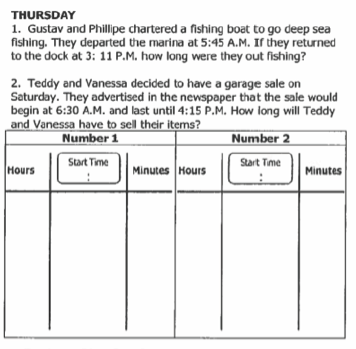 THURSDAY
1. Gustav and Phillipe chartered a fishing boat to go deep sea
fishing. They departed the marina at 5:45 A.M. If they returned
to the dock at 3: 11 P.M. how long were they out fishing?
2. Teddy and Vanessa decided to have a garage sale on
Saturday. They advertised in the newspaper that the sale would
begin at 6:30 A.M. and last until 4:15 P.M. How long will Teddy
and Vanessa have to sell their items?
Number 1 Number 2
Hours Start Time : Minutes Hours Start Time : Minutes